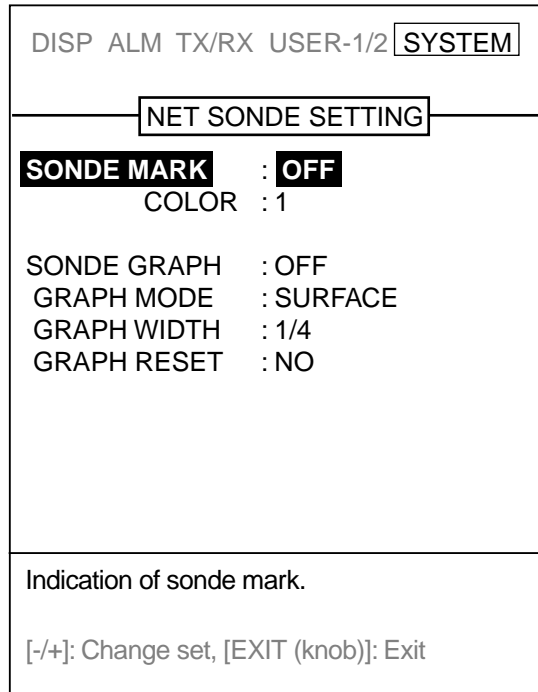 DISP ALM TX/RX USER-1/2 SYSTEM
NET SONDE SETTING
SONDE MARK : OFF
COLOR : 1
SONDE GRAPH : OFF
GRAPH MODE : SURFACE
GRAPH WIDTH : 1/4
GRAPH RESET : NO
Indication of sonde mark.
[-/+]: Change set, [EXIT (knob)]: Exit